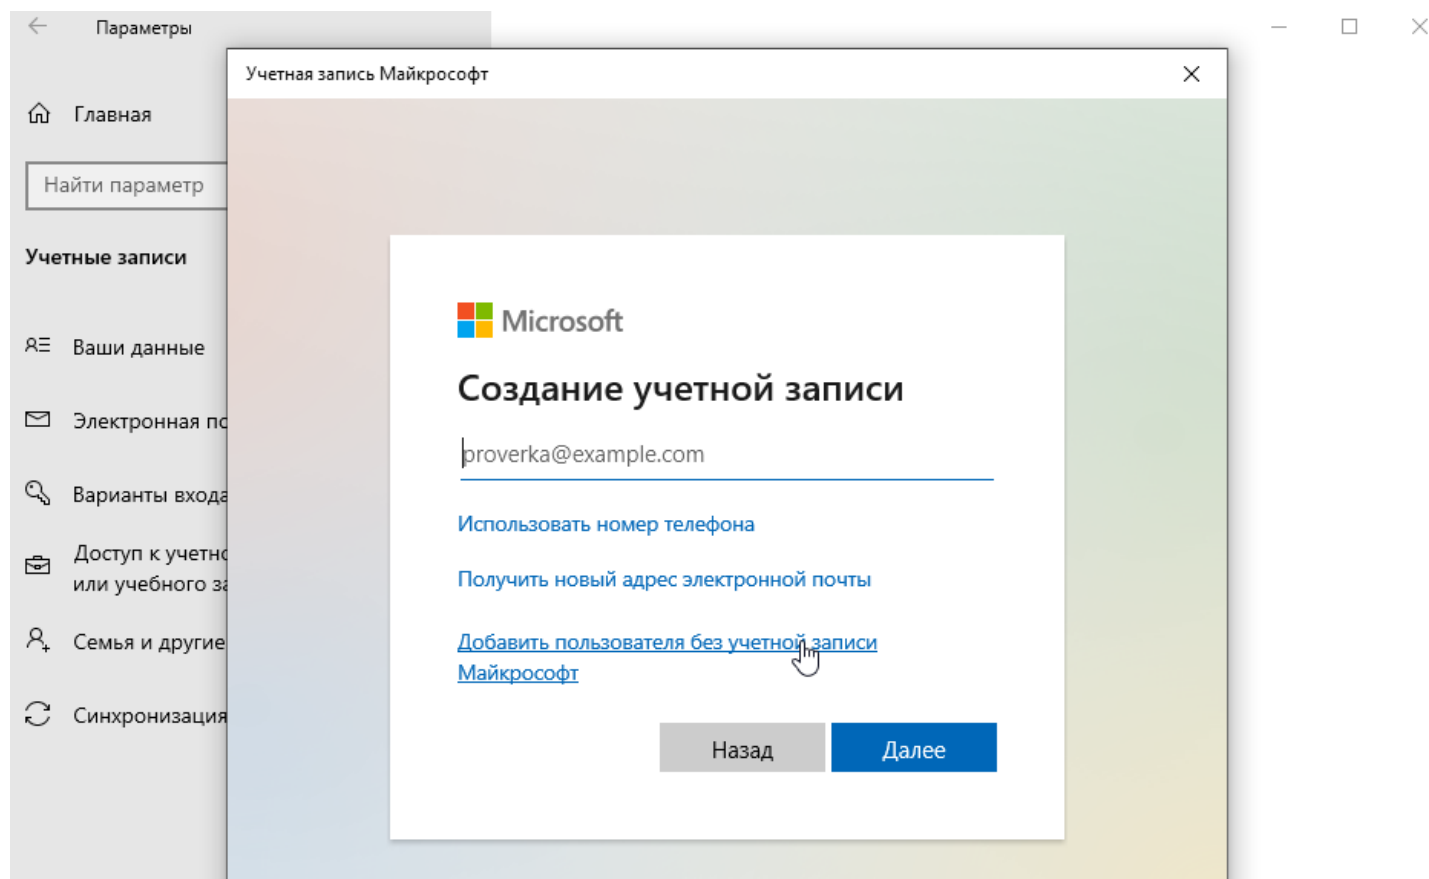 Параметры
Учетная запись Майкрософт
Главная
Найти параметр
Учетные записи
Ваши данные
Электронная
Варианты входа
Доступ к
или учебного
Семья и другие
Синхронизация
Microsoft
Создание учетной записи
proverka@example.com
Использовать номер телефона
Получить новый адрес электронной почты
Добавить пользователя без учетной записи
Майкрософт
Назад
Далее